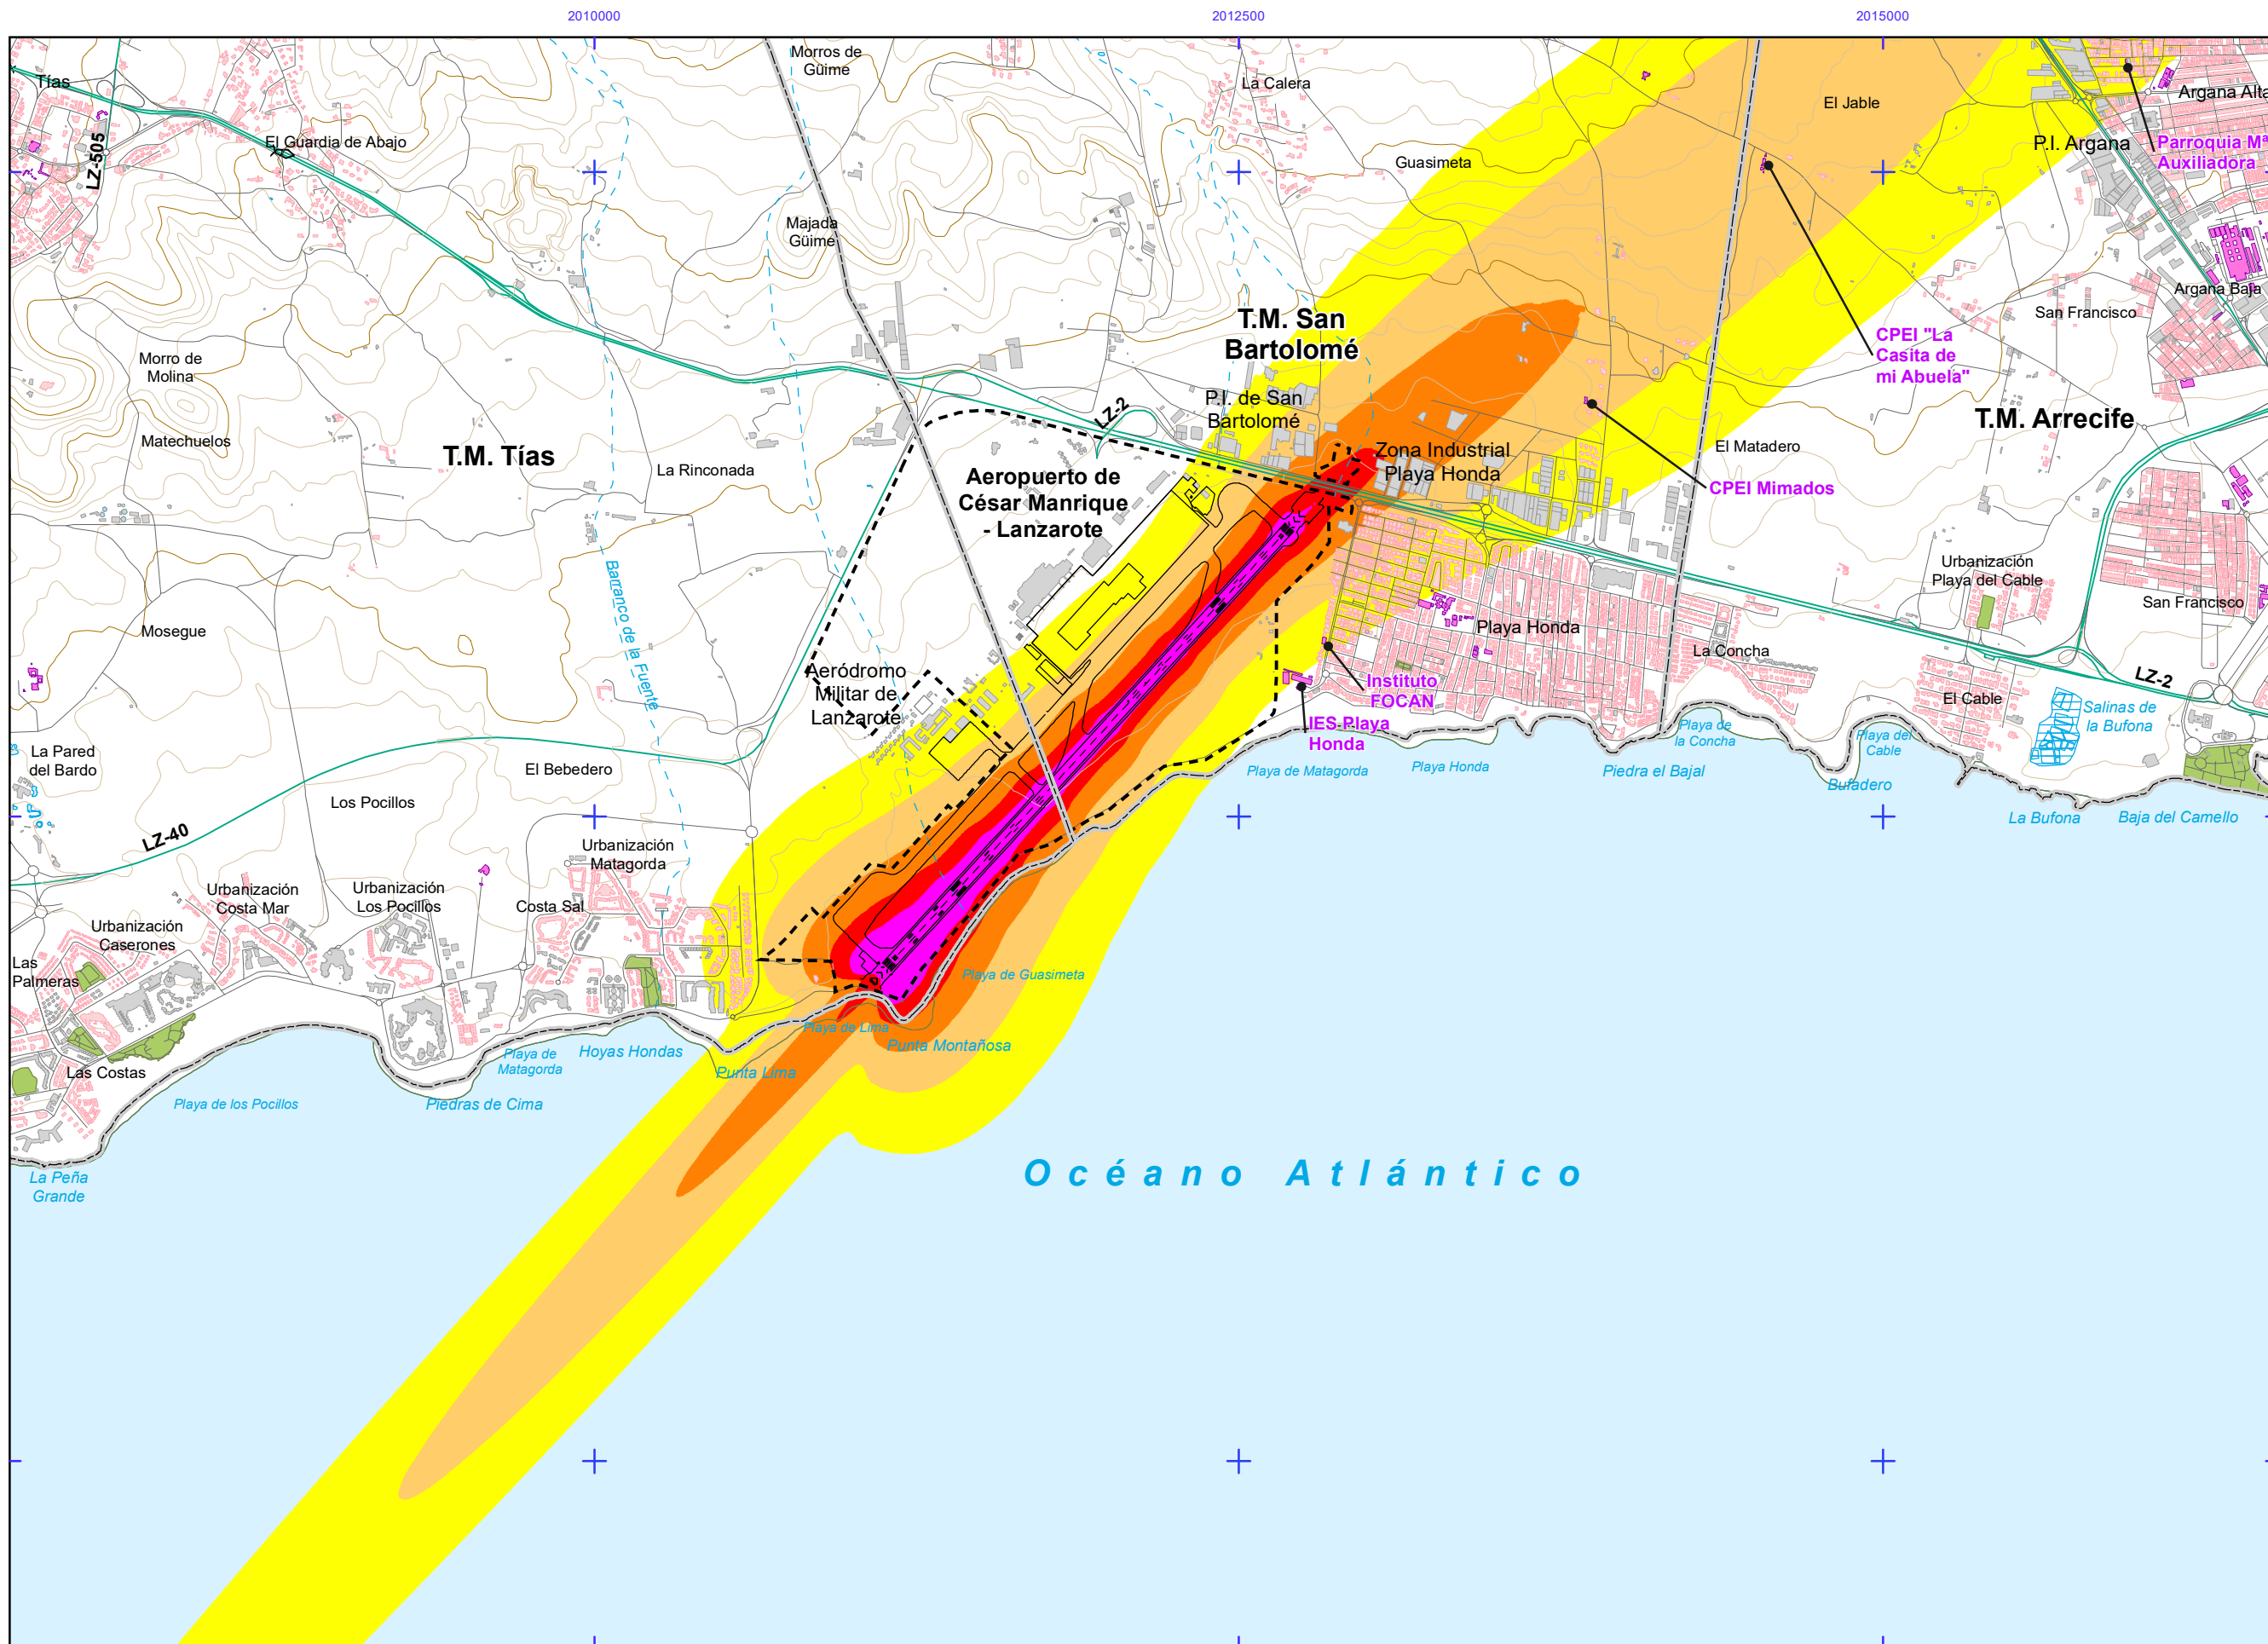 2010000
2012500
2015000
Morros de
Güime
Tías
La Calera
El Jable
Argana Alta
El Guardia de Abajo
LZ-505
Guasimeta
P.I. Argana
Parroquia Mª
Auxiliadora
Majada
Güime
Argana Baja
San Francisco
T.M. San
Bartolomé
CPEI "La
Casita de
mi Abuela"
Morro de
Molina
P.I. de San
Bartolomé
LZ-2
T.M. Arrecife
Matechuelos
T.M. Tías
La Rinconada
Zona Industrial
Playa Honda
El Matadero
Aeropuerto de
César Manrique
- Lanzarote
CPEI Mimados
Urbanización
Playa del Cable
San Francisco
Barranco de la Fuente
Mosegue
Playa Honda
La Concha
Aeródromo
Militar de
Lanzarote
Instituto
FOCAN
LZ-2
El Cable
Salinas de
la Bufona
IES Playa
Honda
Playa de
la Concha
Playa del
Cable
La Pared
del Bardo
El Bebedero
Playa de Matagorda
Playa Honda
Piedra el Bajal
Bufadero
Los Pocillos
La Bufona
Baja del Camello
LZ-40
Urbanización
Matagorda
Urbanización
Costa Mar
Urbanización
Los Pocillos
Costa Sal
Urbanización
Caserones
Las
Palmeras
Playa de Guasimeta
Playa de Lima
Punta Montañosa
Playa de
Matagorda
Hoyas Hondas
Punta Lima
Las Costas
Playa de los Pocillos
Piedras de Cima
La Peña
Grande
Océano Atlántico